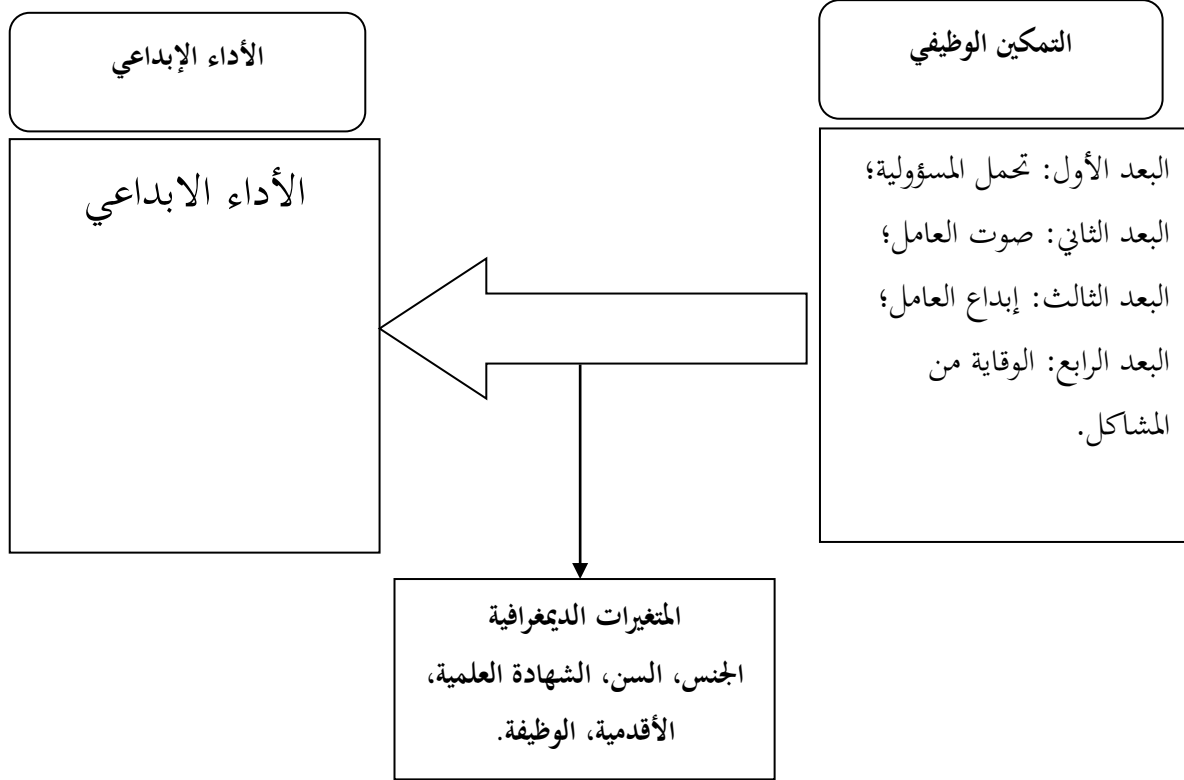 التمكين الوظيفي
الأداء الإبداعي
البعد الأول: تحمل المسؤولية؛
البعد الثاني: صوت العامل؛
البعد الثالث: إبداع العامل؛
البعد الرابع: الوقاية من
المشاكل.
الأداء الابداعي
المتغيرات الديمغرافية
الجنس، السن، الشهادة العلمية،
الأقدمية، الوظيفة.